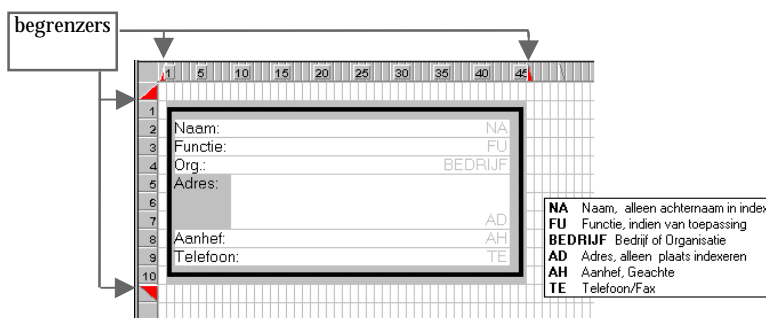 begrenzers
1 5 10 15 20 25 30 35 40 45
1
2 Naam: NA
3 Functie: FU
4 Org.: BEDRIJF
5 Adres:
6
7 AD
8 Aanhef: AH
9 Telefoon: TE
10
NA Naam, alleen achternaam in index
FU Functie, indien van toepassing
BEDRIJF Bedrijf of Organisatie
AD Adres, alleen plaats indexeren
AH Aanhef, Geachte
TE Telefoon/Fax